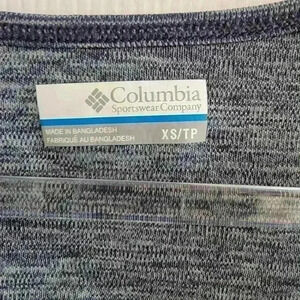 Columbia
Sportswear Company
MADE IN BANGLADESH
FABRIQUÉ AU BANGLADESH
XS/TP